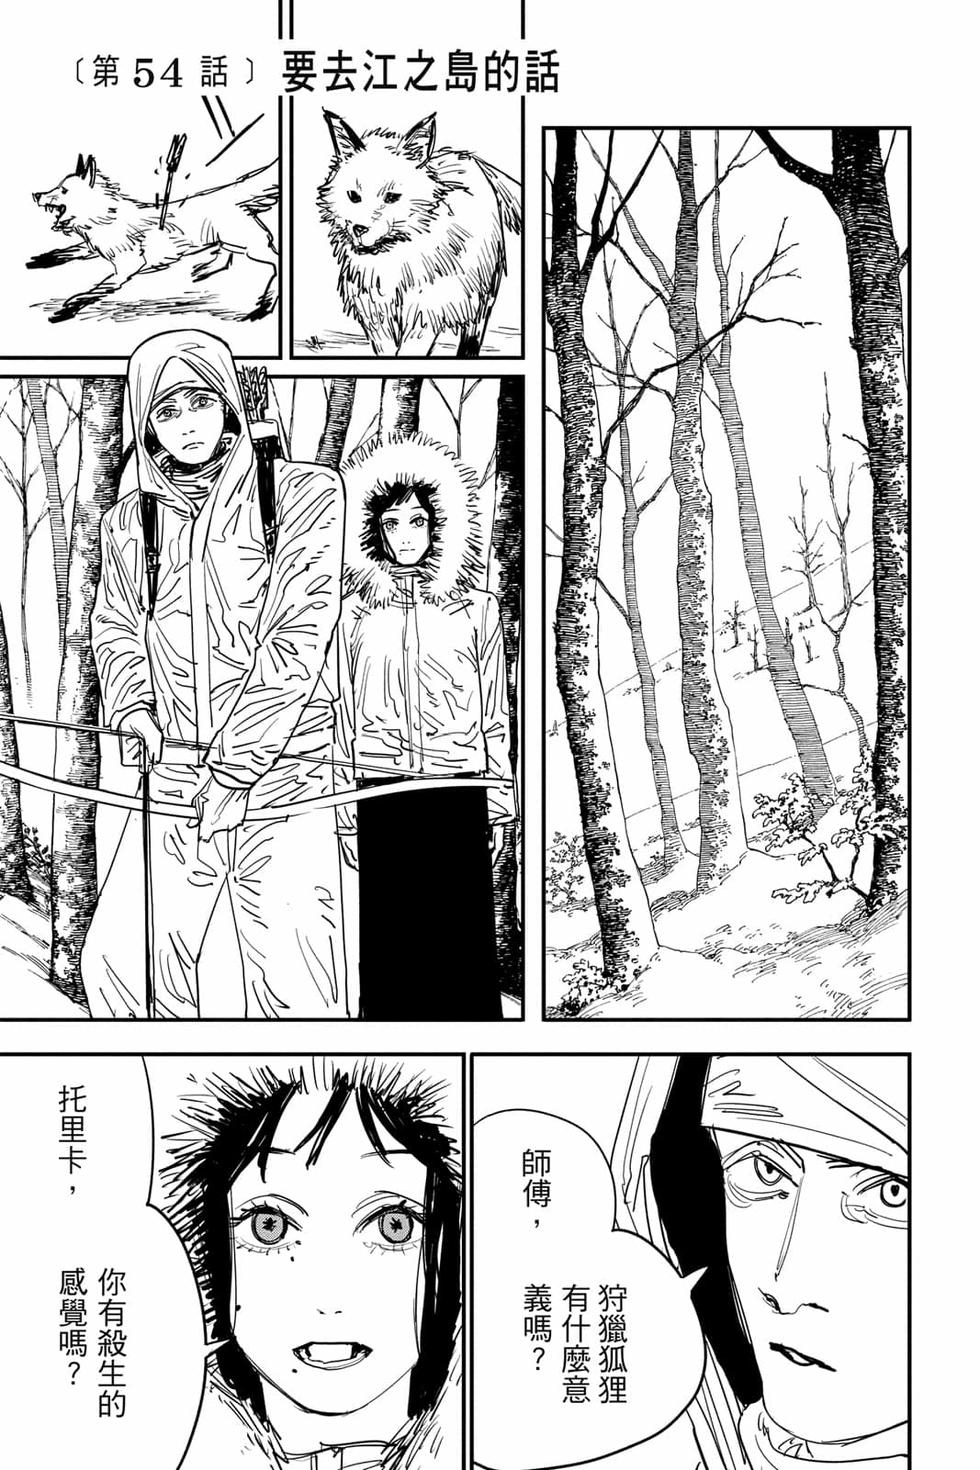 〔第54話〕 要去江之島的話
師傅，
狩獵狐狸
有什麼意
義嗎？
托里卡，
你有殺生的
感覺嗎？